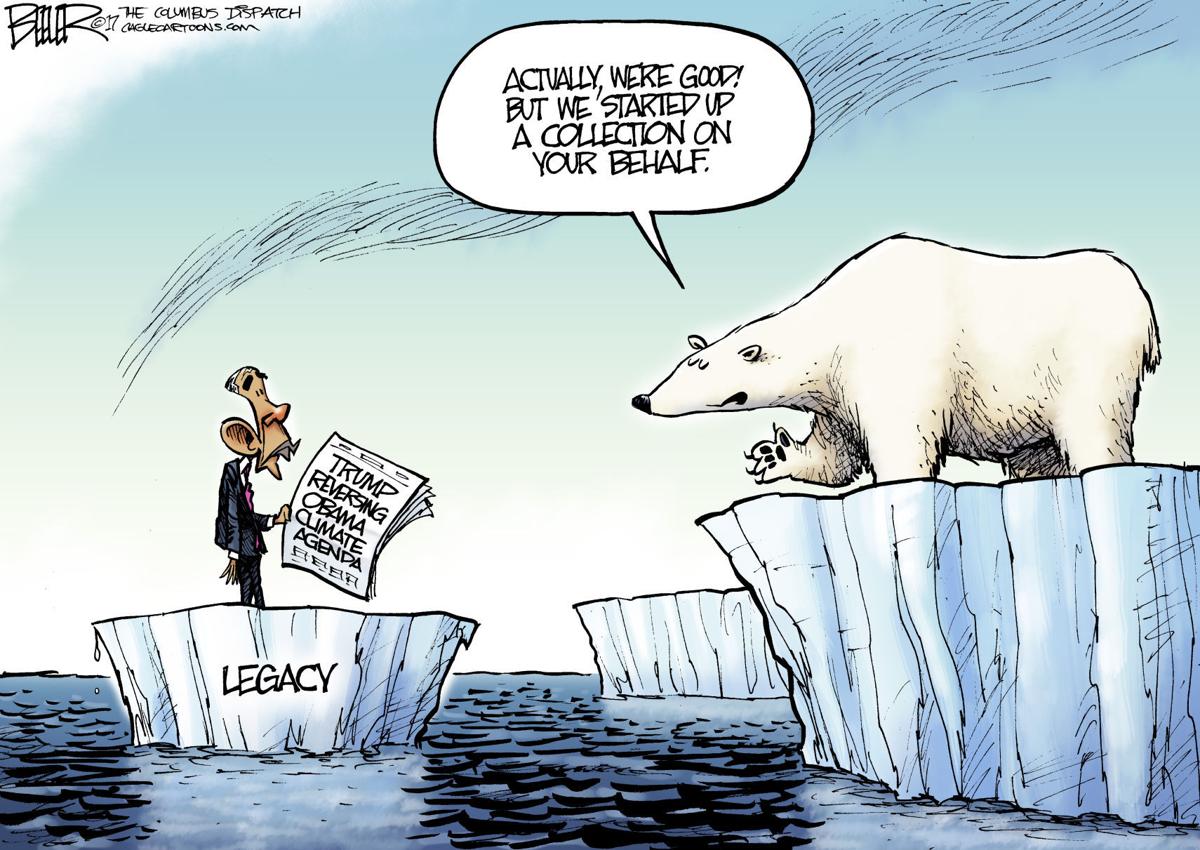 BEELER ©17 THE COLUMBUS DISPATCH
CAGLECARTOONS.COM
ACTUALLY, WE'RE GOOD!
BUT WE STARTED UP
A COLLECTION ON
YOUR BEHALF.
TRUMP
REVERSING
OBAMA
CLIMATE
AGENDA
LEGACY